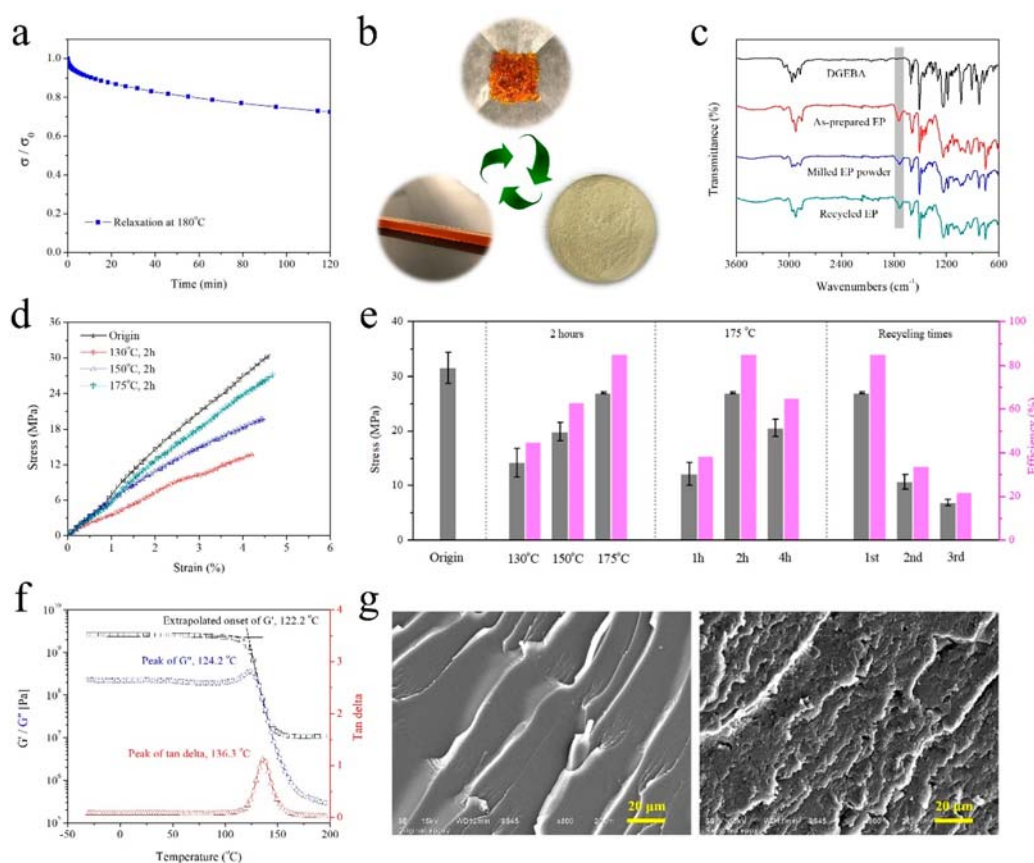 a
1.0
0.8
0.6
0.4
0.2
0.0
σ / σ0
Relaxation at 180°C
0 20 40 60 80 100 120
Time (min)
b
c
DGEBA
As-prepared EP
Milled EP powder
Recycled EP
Transmittance (%)
3600 3000 2400 1800 1200 600
Wavenumbers (cm-1)
d
36
30
24
18
12
6
0
Stress (MPa)
Origin
130°C, 2h
150°C, 2h
175°C, 2h
0 1 2 3 4 5 6
Strain (%)
e
40
30
20
10
0
Stress (MPa)
2 hours
175 °C
Recycling times
100
80
60
40
20
0
Efficiency (%)
Origin 130°C 150°C 175°C 1h 2h 4h 1st 2nd 3rd
f
Extrapolated onset of G', 122.2 °C
Peak of G", 124.2 °C
Peak of tan delta, 136.3 °C
G' / G" [Pa]
4
3
2
1
0
Tan delta
-50 0 50 100 150 200
Temperature (°C)
g
20 μm
20 μm